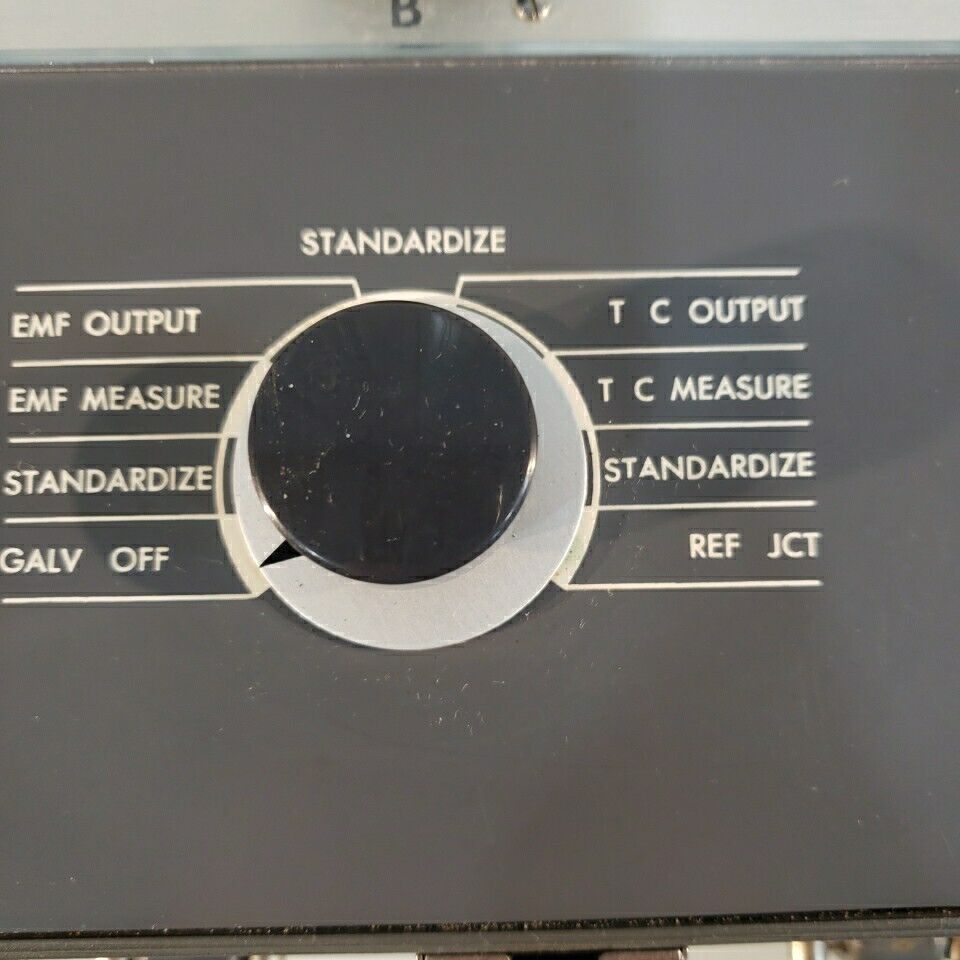 B
STANDARDIZE
EMF OUTPUT
T C OUTPUT
EMF MEASURE
T C MEASURE
STANDARDIZE
STANDARDIZE
GALV OFF
REF JCT